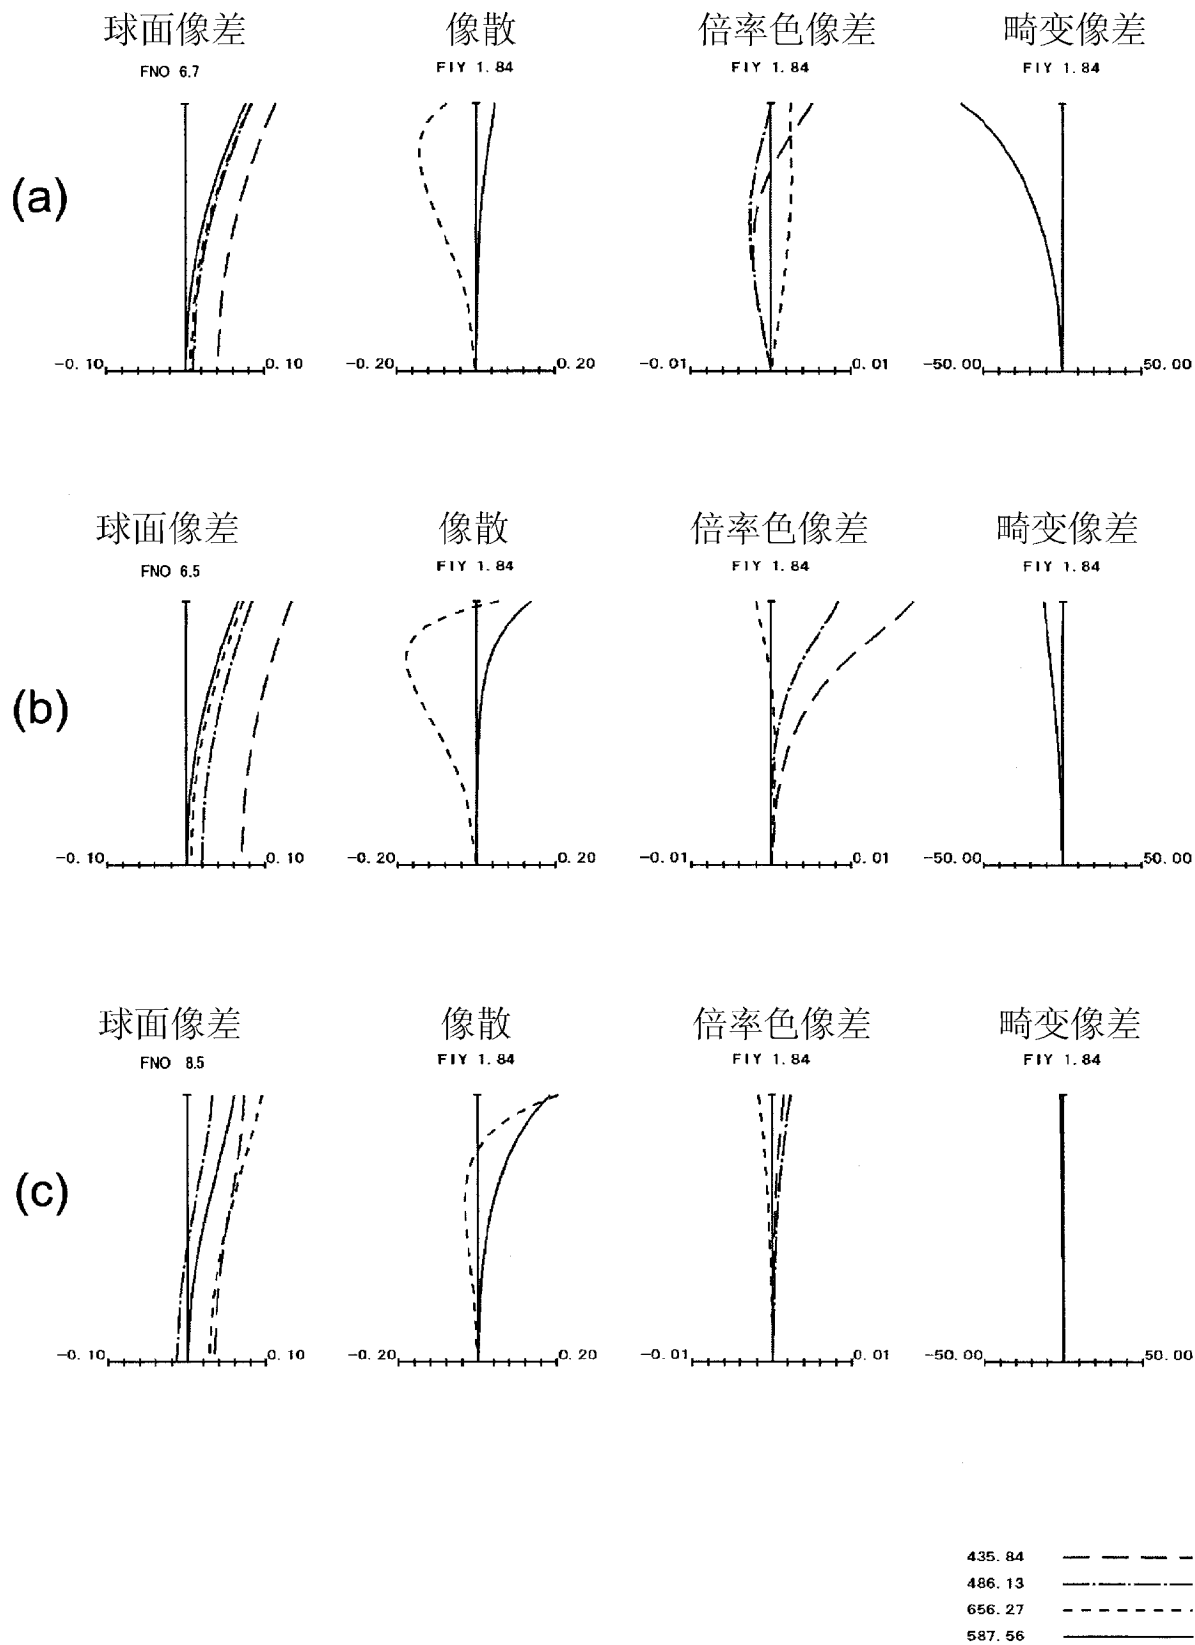 球面像差 像散 倍率色像差 畸变像差
FNO 6.7 FIY 1.84 FIY 1.84 FIY 1.84
(a)
-0.10 0.10 -0.20 0.20 -0.01 0.01 -50.00 50.00
球面像差 像散 倍率色像差 畸变像差
FNO 6.5 FIY 1.84 FIY 1.84 FIY 1.84
(b)
-0.10 0.10 -0.20 0.20 -0.01 0.01 -50.00 50.00
球面像差 像散 倍率色像差 畸变像差
FNO 8.5 FIY 1.84 FIY 1.84 FIY 1.84
(c)
-0.10 0.10 -0.20 0.20 -0.01 0.01 -50.00 50.00
435.84
486.13
656.27
587.56